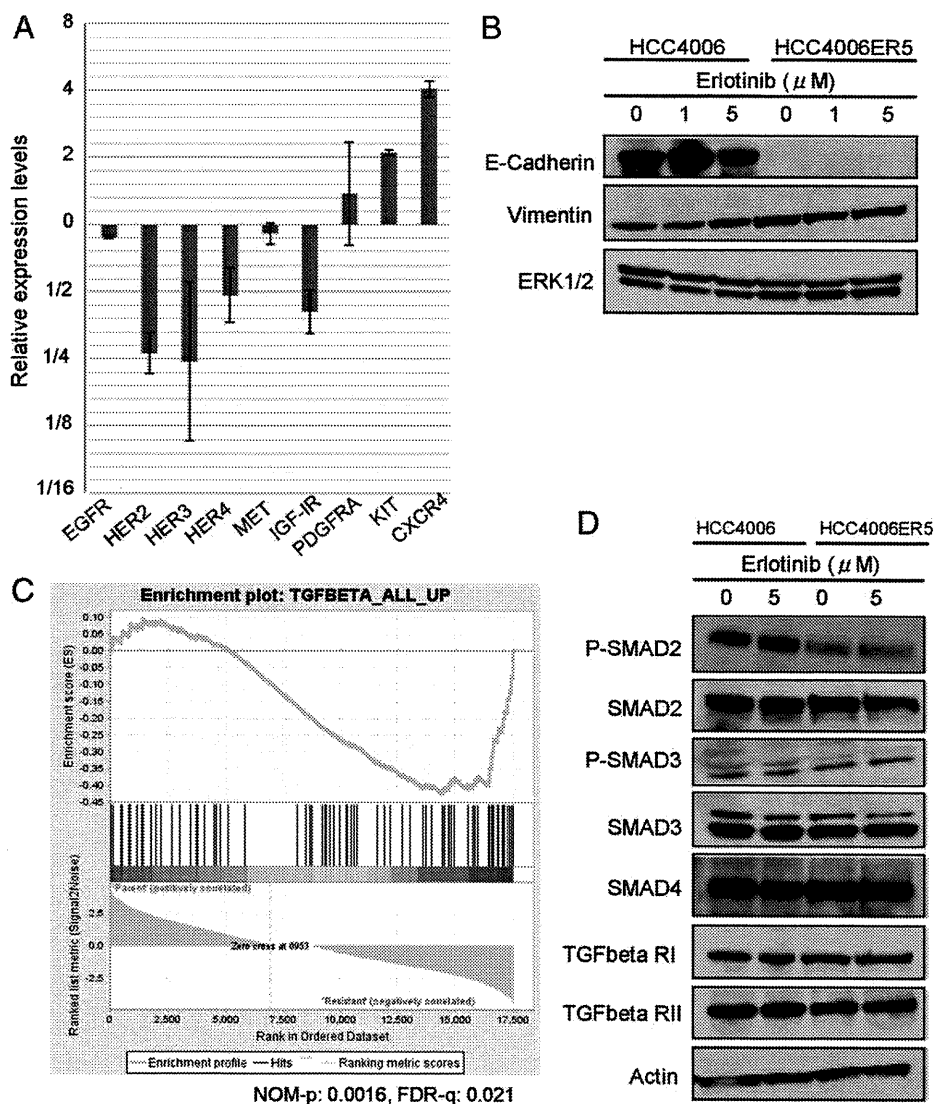 A
Relative expression levels
8
4
2
0
1/2
1/4
1/8
1/16
EGFR
HER2
HER3
HER4
MET
IGF-IR
PDGFRA
KIT
CXCR4
B
HCC4006
HCC4006ER5
Erlotinib (μM)
0 1 5 0 1 5
E-Cadherin
Vimentin
ERK1/2
C
Enrichment plot: TGFBETA_ALL_UP
Enrichment score (ES)
0.10
0.05
0.00
-0.05
-0.10
-0.15
-0.20
-0.25
-0.30
-0.35
-0.40
-0.45
'Parent' (positively correlated)
Ranked list metric (Signal2Noise)
2.5
0.0
-2.5
Zero cross at 6953
'Resistant' (negatively correlated)
0 2,500 5,000 7,500 10,000 12,500 15,000 17,500
Rank in Ordered Dataset
Enrichment profile Hits Ranking metric scores
NOM-p: 0.0016, FDR-q: 0.021
D
HCC4006
HCC4006ER5
Erlotinib (μM)
0 5 0 5
P-SMAD2
SMAD2
P-SMAD3
SMAD3
SMAD4
TGFbeta RI
TGFbeta RII
Actin